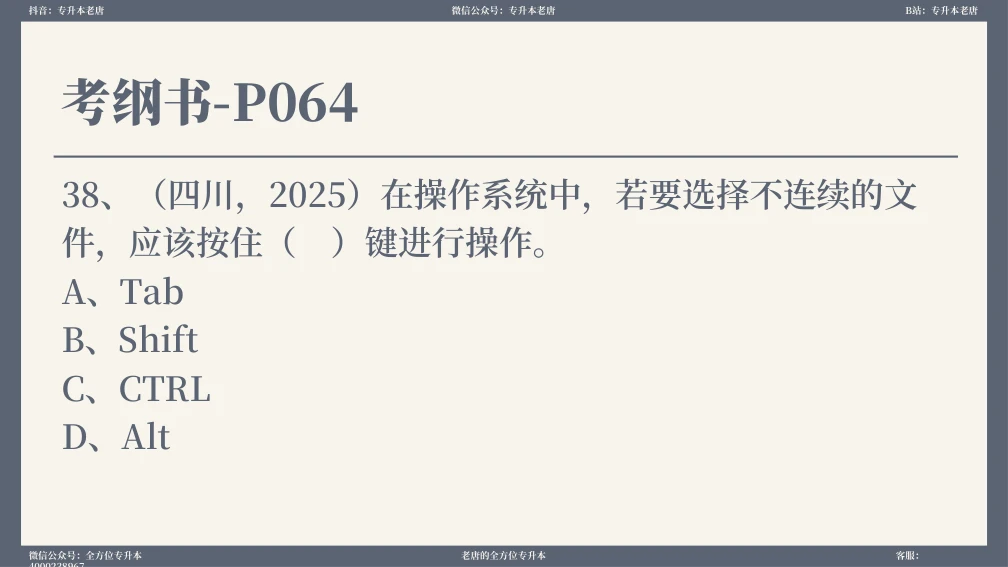 抖音：专升本老唐
微信公众号：专升本老唐
B站：专升本老唐
考纲书-P064
38、（四川，2025）在操作系统中，若要选择不连续的文
件，应该按住（　）键进行操作。
A、Tab
B、Shift
C、CTRL
D、Alt
微信公众号：全方位专升本
老唐的全方位专升本
客服：
4000238967